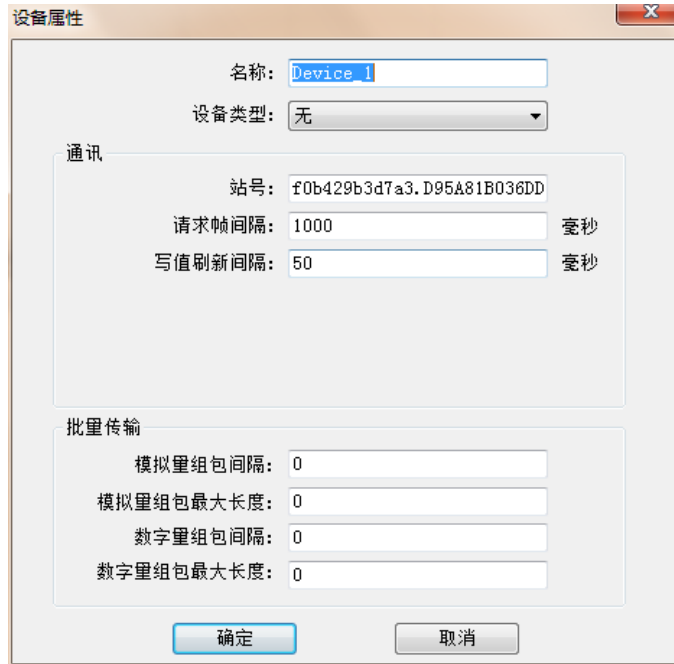 设备属性
名称: Device_1
设备类型: 无
通讯
站号: f0b429b3d7a3.D95A81B036DD
请求帧间隔: 1000 毫秒
写值刷新间隔: 50 毫秒
批量传输
模拟量组包间隔: 0
模拟量组包最大长度: 0
数字量组包间隔: 0
数字量组包最大长度: 0
确定 取消